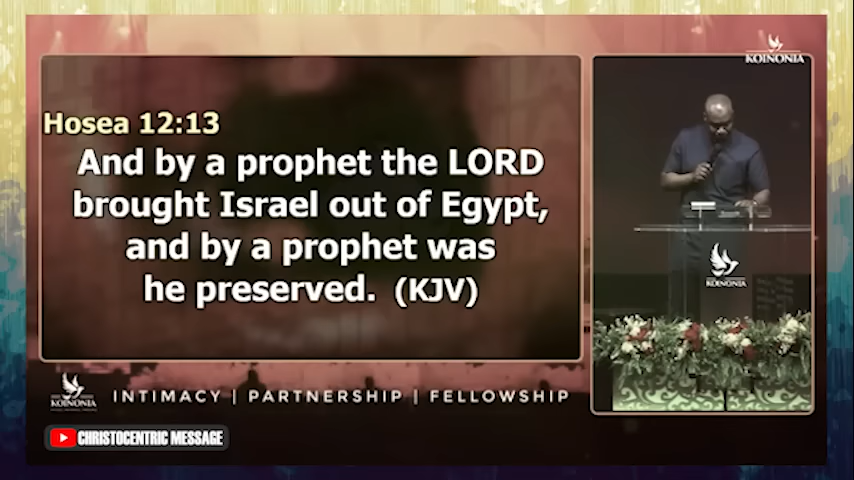 KOINONIA
Hosea 12:13
And by a prophet the LORD
brought Israel out of Egypt,
and by a prophet was
he preserved. (KJV)
KOINONIA
KOINONIA
INTIMACY | PARTNERSHIP | FELLOWSHIP
CHRISTOCENTRIC MESSAGE